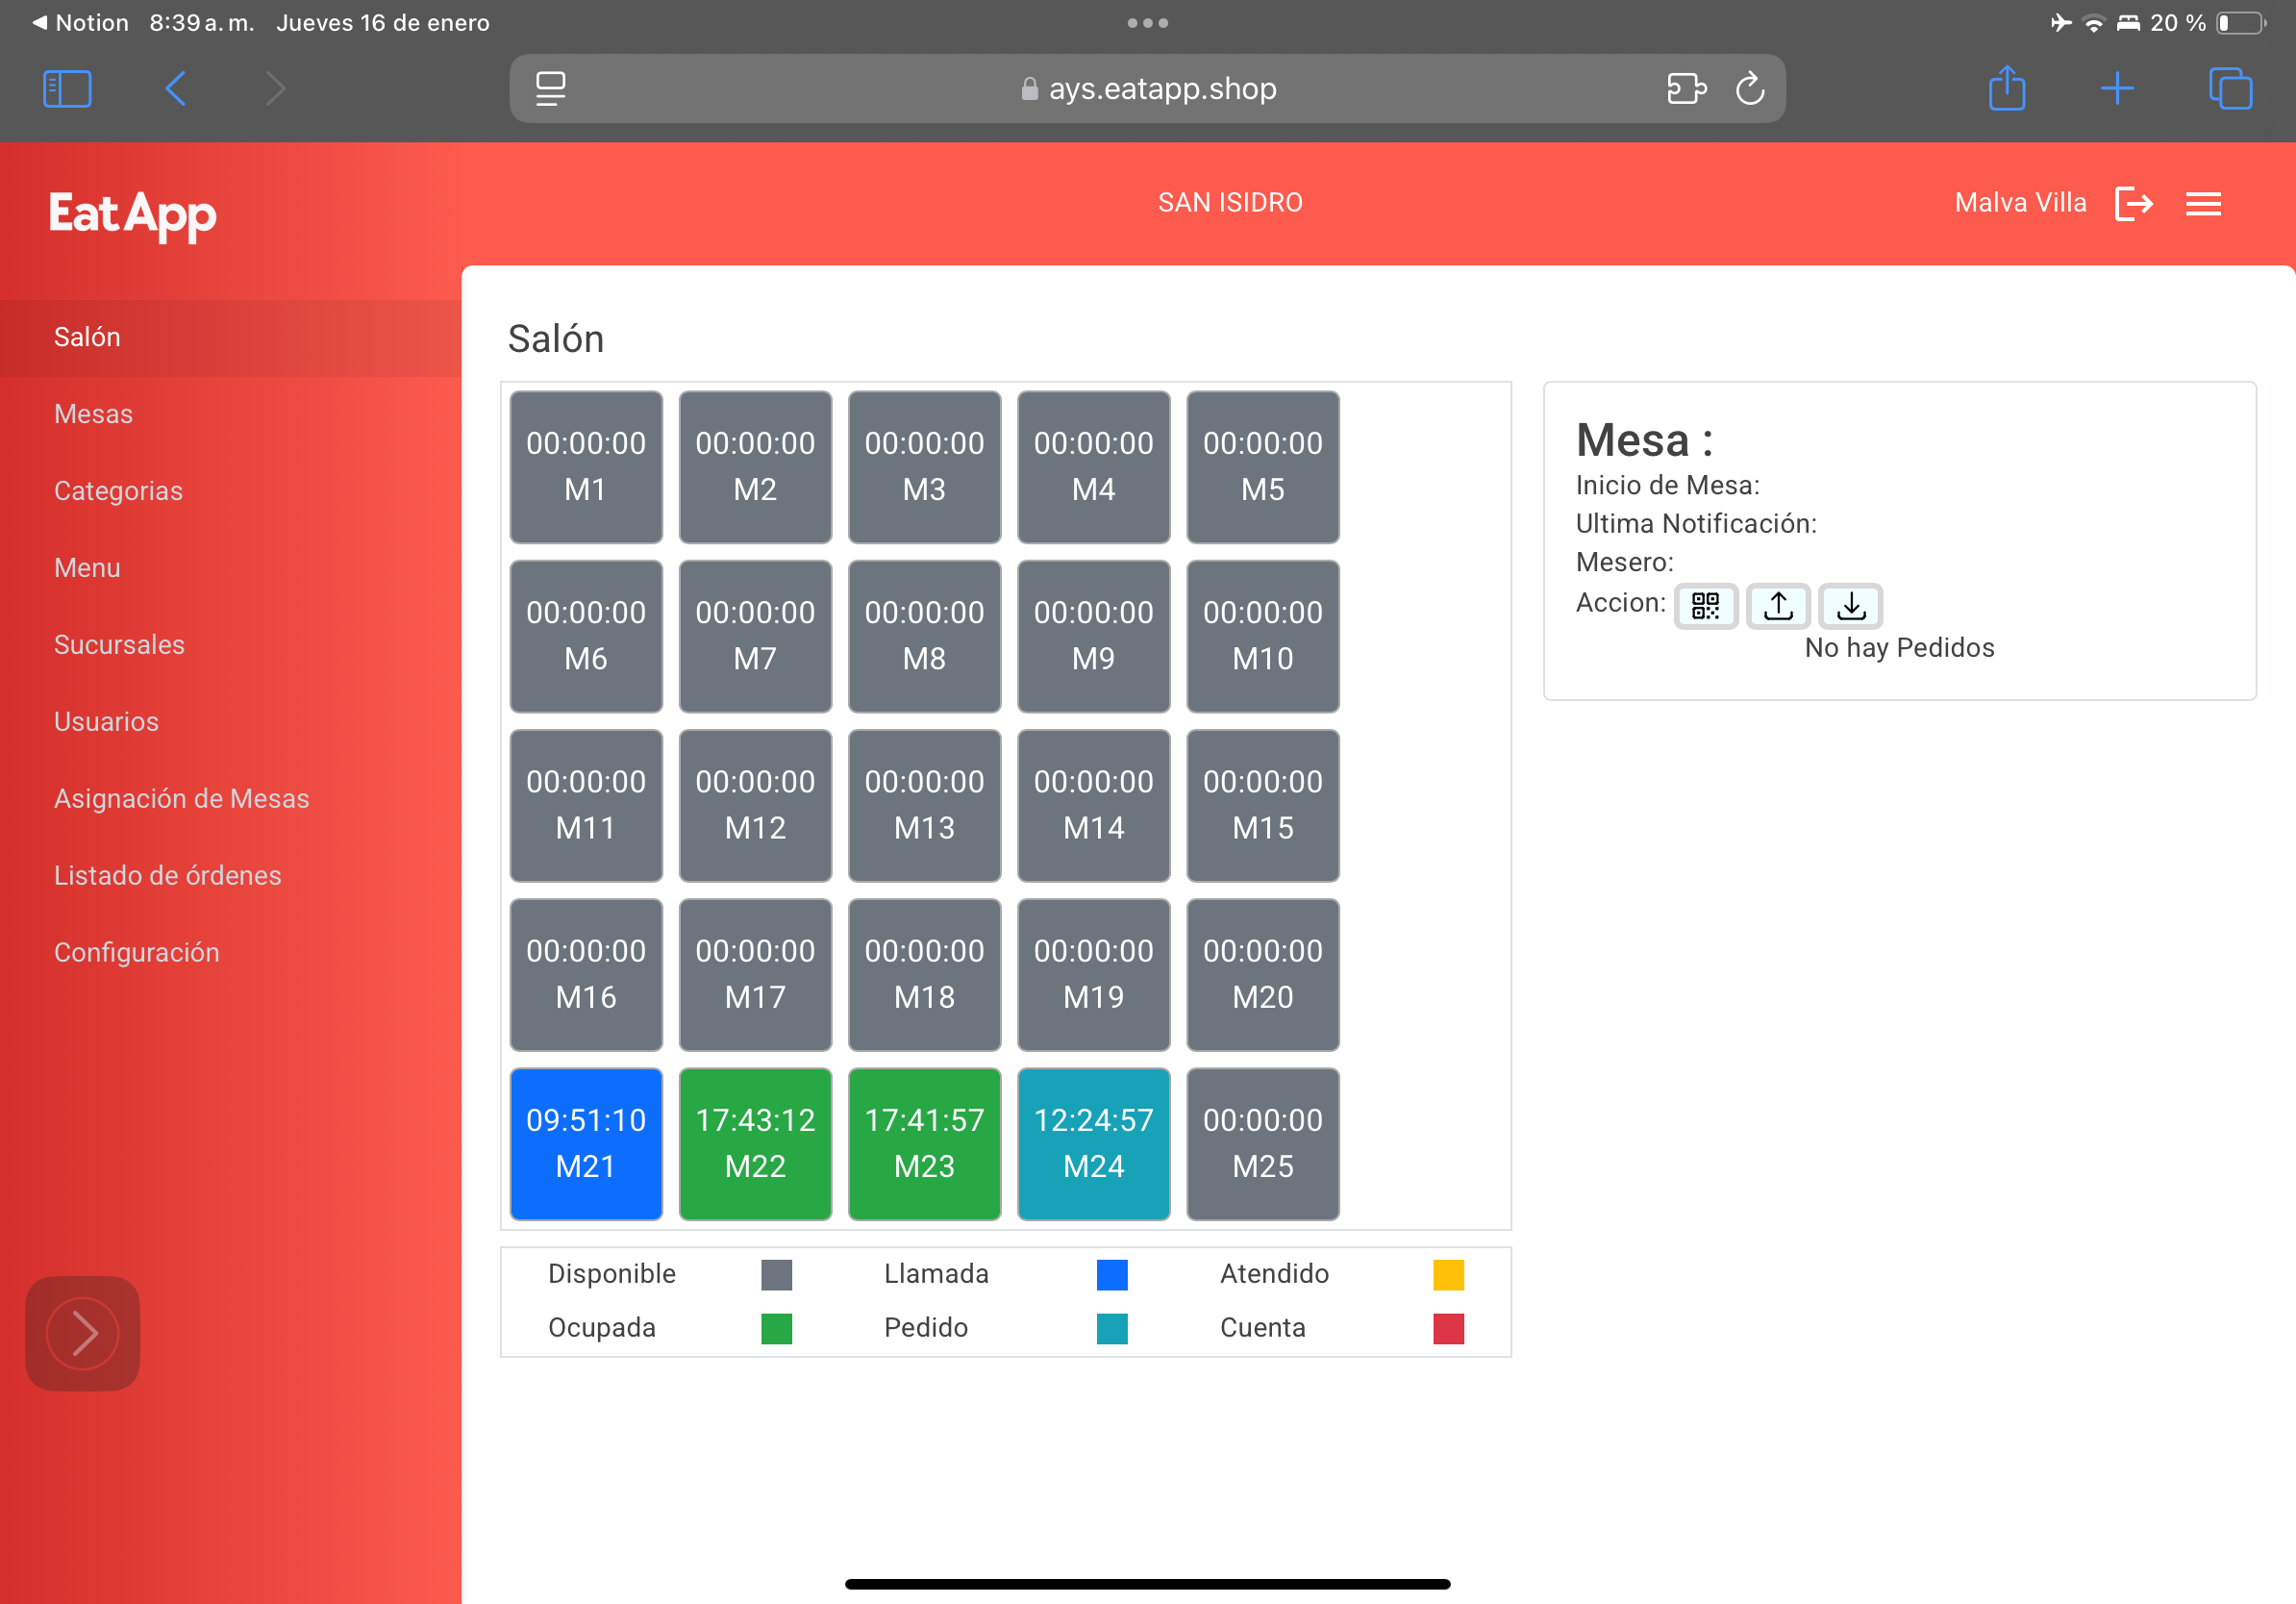 Notion 8:39 a. m. Jueves 16 de enero
20 %
ays.eatapp.shop
Eat App
SAN ISIDRO
Malva Villa
Salón
Mesas
Categorias
Menu
Sucursales
Usuarios
Asignación de Mesas
Listado de órdenes
Configuración
Salón
00:00:00 00:00:00 00:00:00 00:00:00 00:00:00
M1 M2 M3 M4 M5
00:00:00 00:00:00 00:00:00 00:00:00 00:00:00
M6 M7 M8 M9 M10
00:00:00 00:00:00 00:00:00 00:00:00 00:00:00
M11 M12 M13 M14 M15
00:00:00 00:00:00 00:00:00 00:00:00 00:00:00
M16 M17 M18 M19 M20
09:51:10 17:43:12 17:41:57 12:24:57 00:00:00
M21 M22 M23 M24 M25
Disponible Llamada Atendido
Ocupada Pedido Cuenta
Mesa :
Inicio de Mesa:
Ultima Notificación:
Mesero:
Accion:
No hay Pedidos